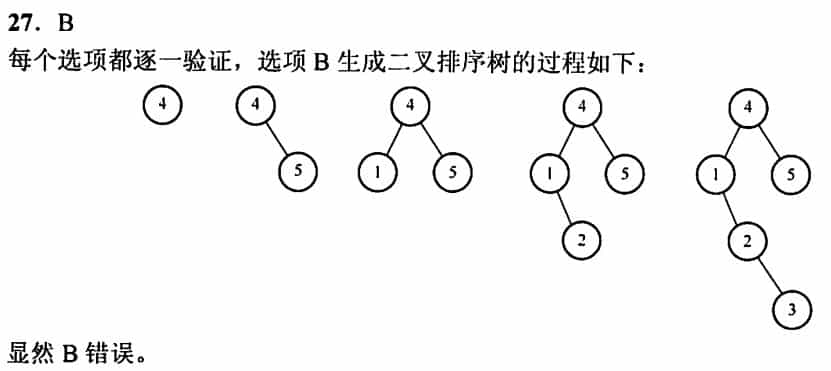 27. B
每个选项都逐一验证，选项 B 生成二叉排序树的过程如下：
4 4 4 4 4
5 1 5 1 5 1 5
2 2
3
显然 B 错误。